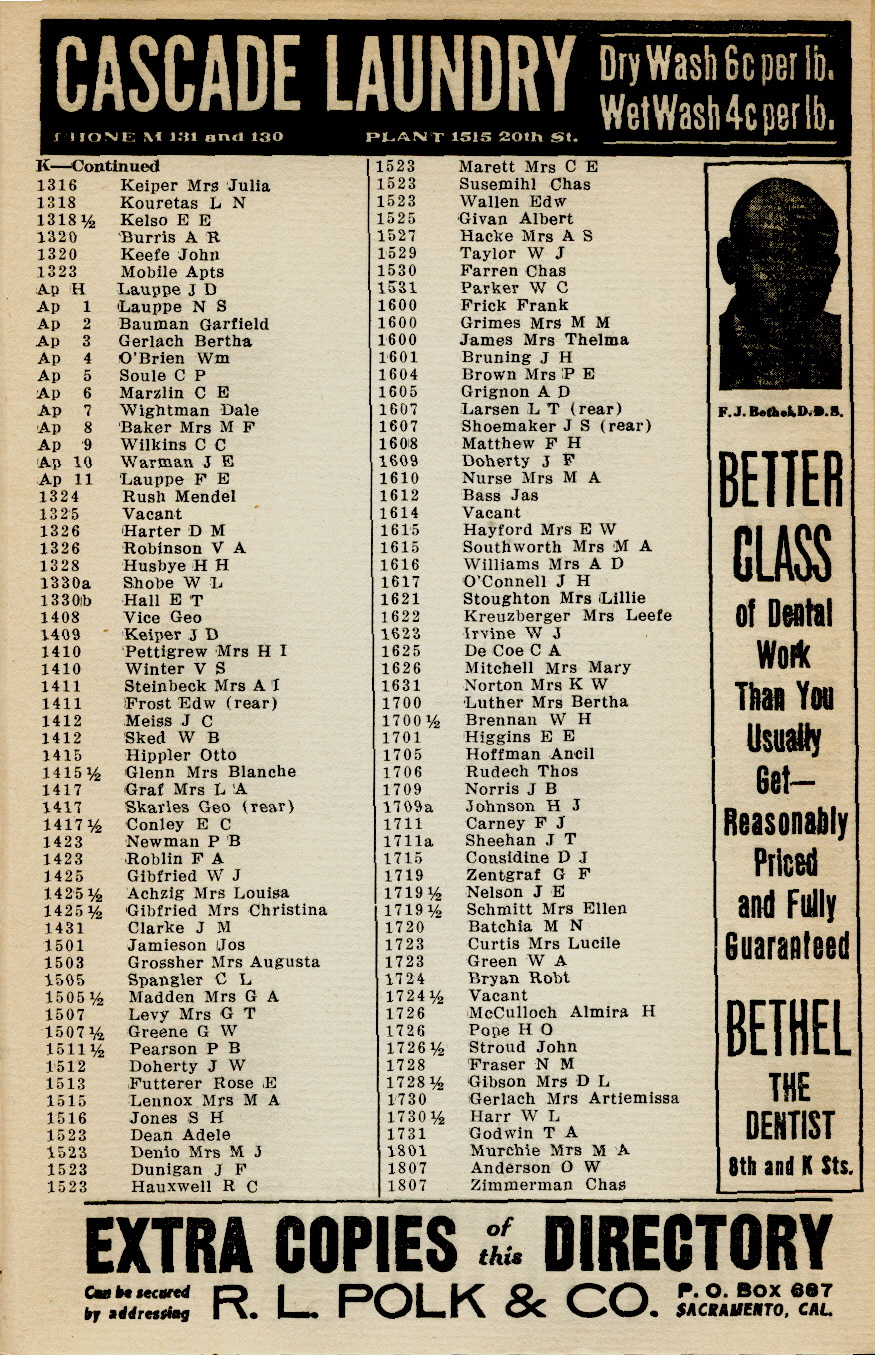 CASCADE LAUNDRY
Dry Wash 6c per lb.
Wet Wash 4c per lb.
PHONE M 131 and 130 PLANT 1515 20th St.
K—Continued
1316 Keiper Mrs Julia
1318 Kouretas L N
1318½ Kelso E E
1320 Burris A R
1320 Keefe John
1323 Mobile Apts
Ap H Lauppe J D
Ap 1 Lauppe N S
Ap 2 Bauman Garfield
Ap 3 Gerlach Bertha
Ap 4 O'Brien Wm
Ap 5 Soule C P
Ap 6 Marzlin C E
Ap 7 Wightman Dale
Ap 8 Baker Mrs M F
Ap 9 Wilkins C C
Ap 10 Warman J E
Ap 11 Lauppe F E
1324 Rush Mendel
1325 Vacant
1326 Harter D M
1326 Robinson V A
1328 Husbye H H
1330a Shobe W L
1330b Hall E T
1408 Vice Geo
1409 Keiper J D
1410 Pettigrew Mrs H I
1410 Winter V S
1411 Steinbeck Mrs A I
1411 Frost Edw (rear)
1412 Meiss J C
1412 Sked W B
1415 Hippler Otto
1415½ Glenn Mrs Blanche
1417 Graf Mrs L A
1417 Skarles Geo (rear)
1417½ Conley E C
1423 Newman P B
1423 Roblin F A
1425 Gibfried W J
1425½ Achzig Mrs Louisa
1425½ Gibfried Mrs Christina
1431 Clarke J M
1501 Jamieson Jos
1503 Grossher Mrs Augusta
1505 Spangler C L
1505½ Madden Mrs G A
1507 Levy Mrs G T
1507½ Greene G W
1511½ Pearson P B
1512 Doherty J W
1513 Futterer Rose E
1515 Lennox Mrs M A
1516 Jones S H
1523 Dean Adele
1523 Denio Mrs M J
1523 Dunigan J F
1523 Hauxwell R C
1523 Marett Mrs C E
1523 Susemihl Chas
1523 Wallen Edw
1525 Givan Albert
1527 Hacke Mrs A S
1529 Taylor W J
1530 Farren Chas
1531 Parker W C
1600 Frick Frank
1600 Grimes Mrs M M
1600 James Mrs Thelma
1601 Bruning J H
1604 Brown Mrs P E
1605 Grignon A D
1607 Larsen L T (rear)
1607 Shoemaker J S (rear)
1608 Matthew F H
1609 Doherty J F
1610 Nurse Mrs M A
1612 Bass Jas
1614 Vacant
1615 Hayford Mrs E W
1615 Southworth Mrs M A
1616 Williams Mrs A D
1617 O'Connell J H
1621 Stoughton Mrs Lillie
1622 Kreuzberger Mrs Leefe
1623 Irvine W J
1625 De Coe C A
1626 Mitchell Mrs Mary
1631 Norton Mrs K W
1700 Luther Mrs Bertha
1700½ Brennan W H
1701 Higgins E E
1705 Hoffman Ancil
1706 Rudech Thos
1709 Norris J B
1709a Johnson H J
1711 Carney F J
1711a Sheehan J T
1715 Considine D J
1719 Zentgraf G F
1719½ Nelson J E
1719½ Schmitt Mrs Ellen
1720 Batchia M N
1723 Curtis Mrs Lucile
1723 Green W A
1724 Bryan Robt
1724½ Vacant
1726 McCulloch Almira H
1726 Pope H O
1726½ Stroud John
1728 Fraser N M
1728½ Gibson Mrs D L
1730 Gerlach Mrs Artiemissa
1730½ Harr W L
1731 Godwin T A
1801 Murchie Mrs M A
1807 Anderson O W
1807 Zimmerman Chas
F. J. Bethel, D. D. S.
BETTER
CLASS
of Dental
Work
Than You
Usually
Get—
Reasonably
Priced
and Fully
Guaranteed
BETHEL
THE
DENTIST
8th and K Sts.
EXTRA COPIES of this DIRECTORY
Can be secured by addressing R. L. POLK & CO. P. O. BOX 667 SACRAMENTO, CAL.